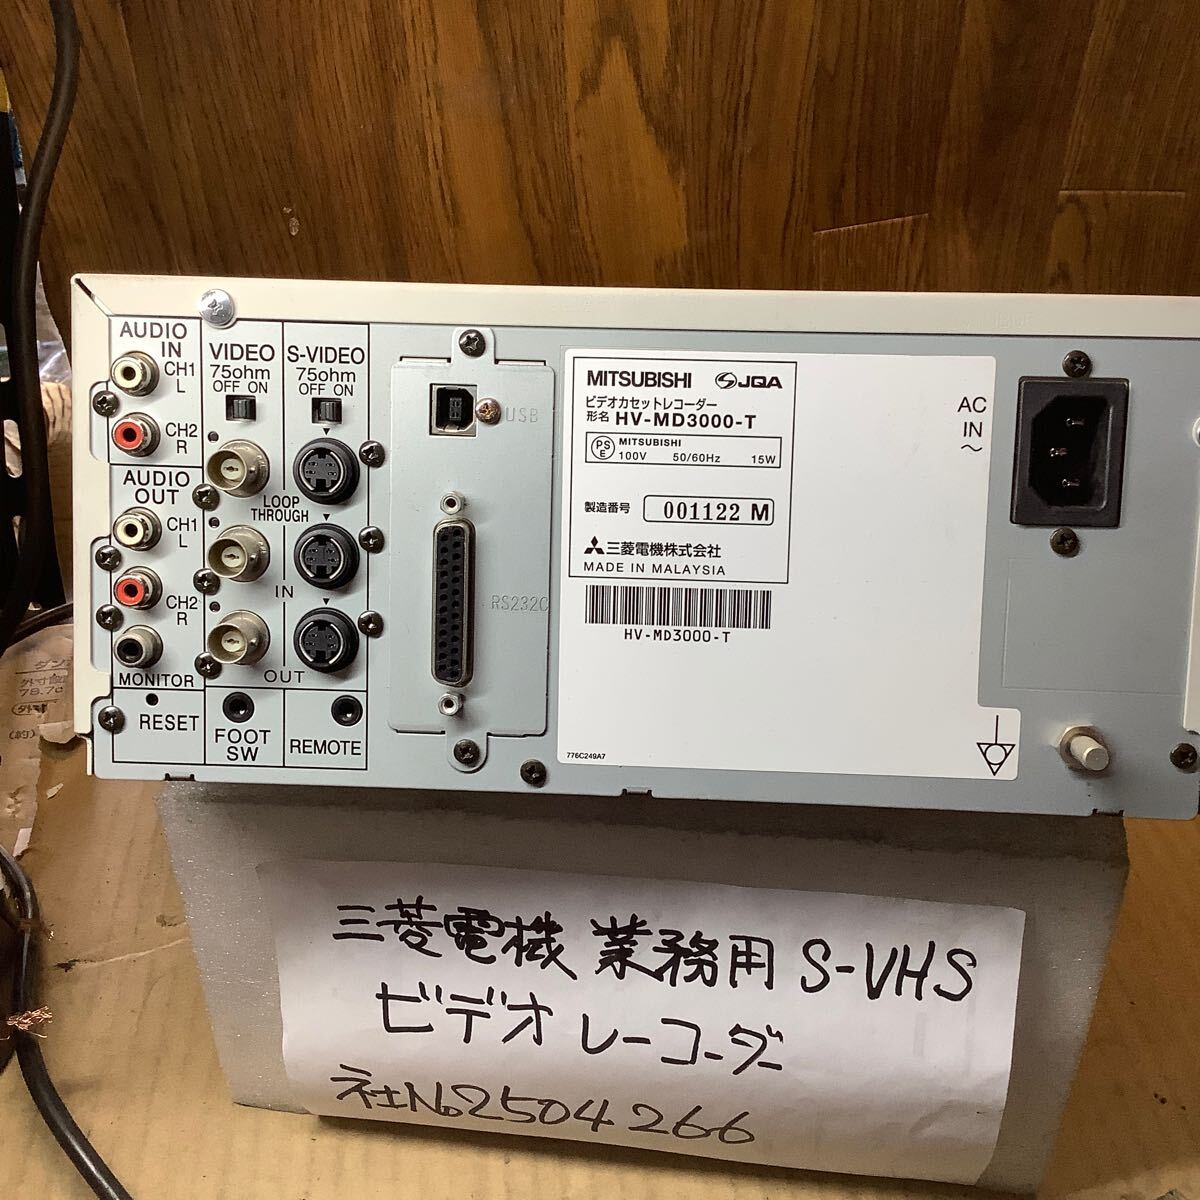 AUDIO
IN
CH1
L
CH2
R
AUDIO
OUT
CH1
L
CH2
R
MONITOR
RESET
VIDEO
75ohm
OFF ON
S-VIDEO
75ohm
OFF ON
LOOP
THROUGH
IN
OUT
FOOT
SW
REMOTE
USB
RS232C
MITSUBISHI JQA
ビデオカセットレコーダー
形名 HV-MD3000-T
PS
E
MITSUBISHI
100V 50/60Hz 15W
製造番号 001122 M
三菱電機株式会社
MADE IN MALAYSIA
HV-MD3000-T
776C249A7
AC
IN
~
三菱電機 業務用 S-VHS
ビデオレーコーダー
社No2504266